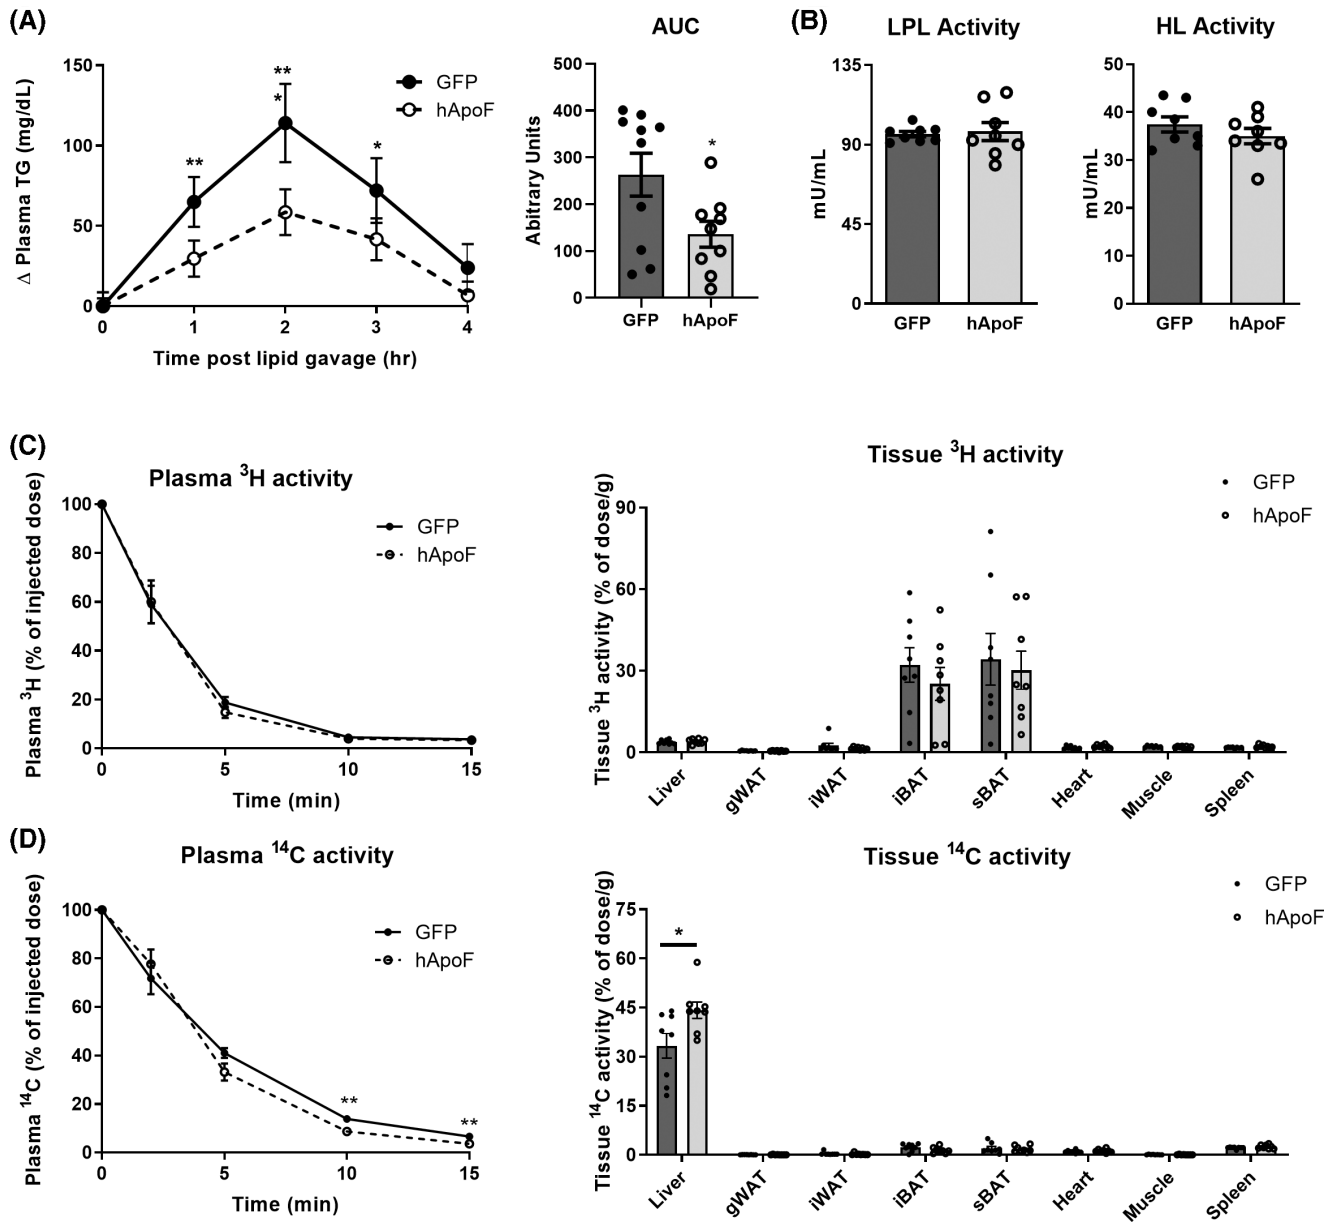 (A)
150
100
50
0
Δ Plasma TG (mg/dL)
**
**
*
*
GFP
hApoF
0 1 2 3 4
Time post lipid gavage (hr)
AUC
500
400
300
200
100
0
Abitrary Units
*
GFP hApoF
(B)
LPL Activity
135
90
45
0
mU/mL
GFP hApoF
HL Activity
50
40
30
20
10
0
mU/mL
GFP hApoF
(C)
Plasma ³H activity
100
80
60
40
20
0
Plasma ³H (% of injected dose)
GFP
hApoF
0 5 10 15
Time (min)
Tissue ³H activity
90
60
30
0
Tissue ³H activity (% of dose/g)
GFP
hApoF
Liver gWAT iWAT iBAT sBAT Heart Muscle Spleen
(D)
Plasma ¹⁴C activity
100
80
60
40
20
0
Plasma ¹⁴C (% of injected dose)
GFP
hApoF
**
**
0 5 10 15
Time (min)
Tissue ¹⁴C activity
75
60
45
30
15
0
Tissue ¹⁴C activity (% of dose/g)
*
GFP
hApoF
Liver gWAT iWAT iBAT sBAT Heart Muscle Spleen